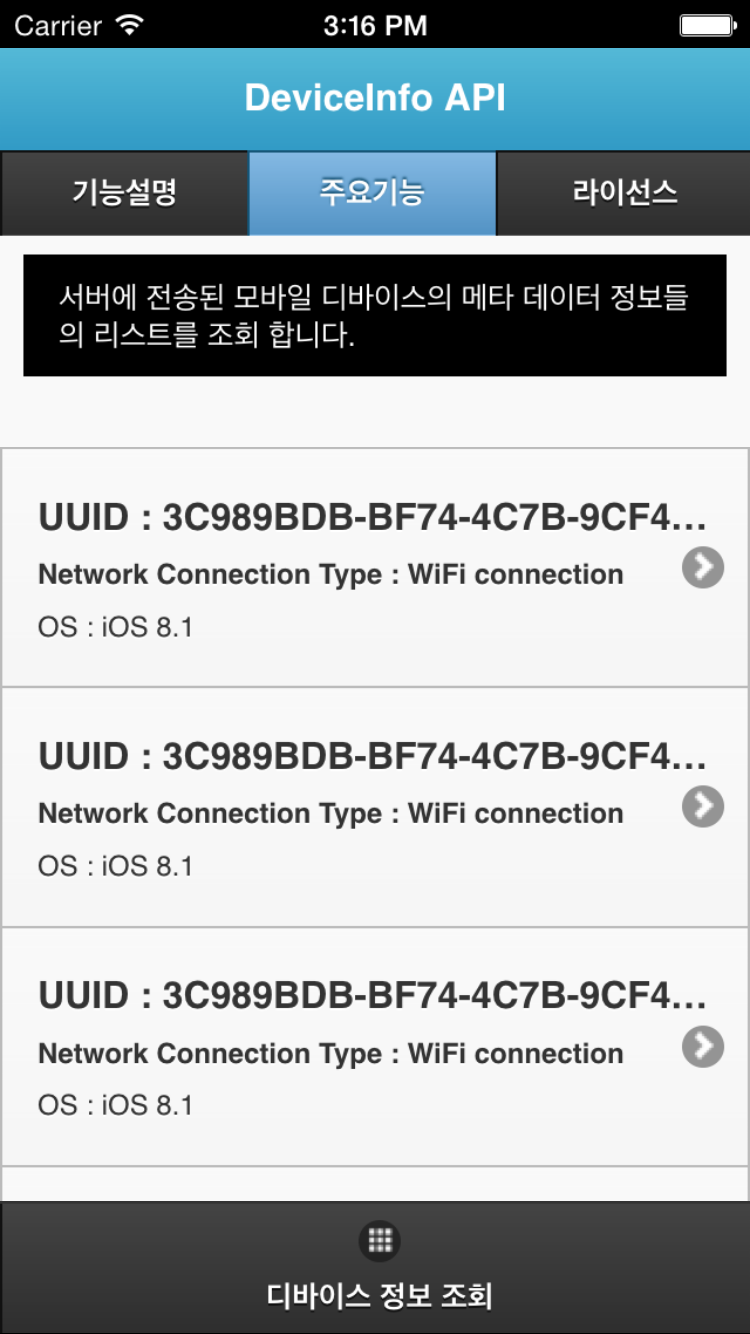 Carrier 3:16 PM
DeviceInfo API
기능설명 주요기능 라이선스
서버에 전송된 모바일 디바이스의 메타 데이터 정보들
의 리스트를 조회 합니다.
UUID : 3C989BDB-BF74-4C7B-9CF4...
Network Connection Type : WiFi connection
OS : iOS 8.1
UUID : 3C989BDB-BF74-4C7B-9CF4...
Network Connection Type : WiFi connection
OS : iOS 8.1
UUID : 3C989BDB-BF74-4C7B-9CF4...
Network Connection Type : WiFi connection
OS : iOS 8.1
디바이스 정보 조회